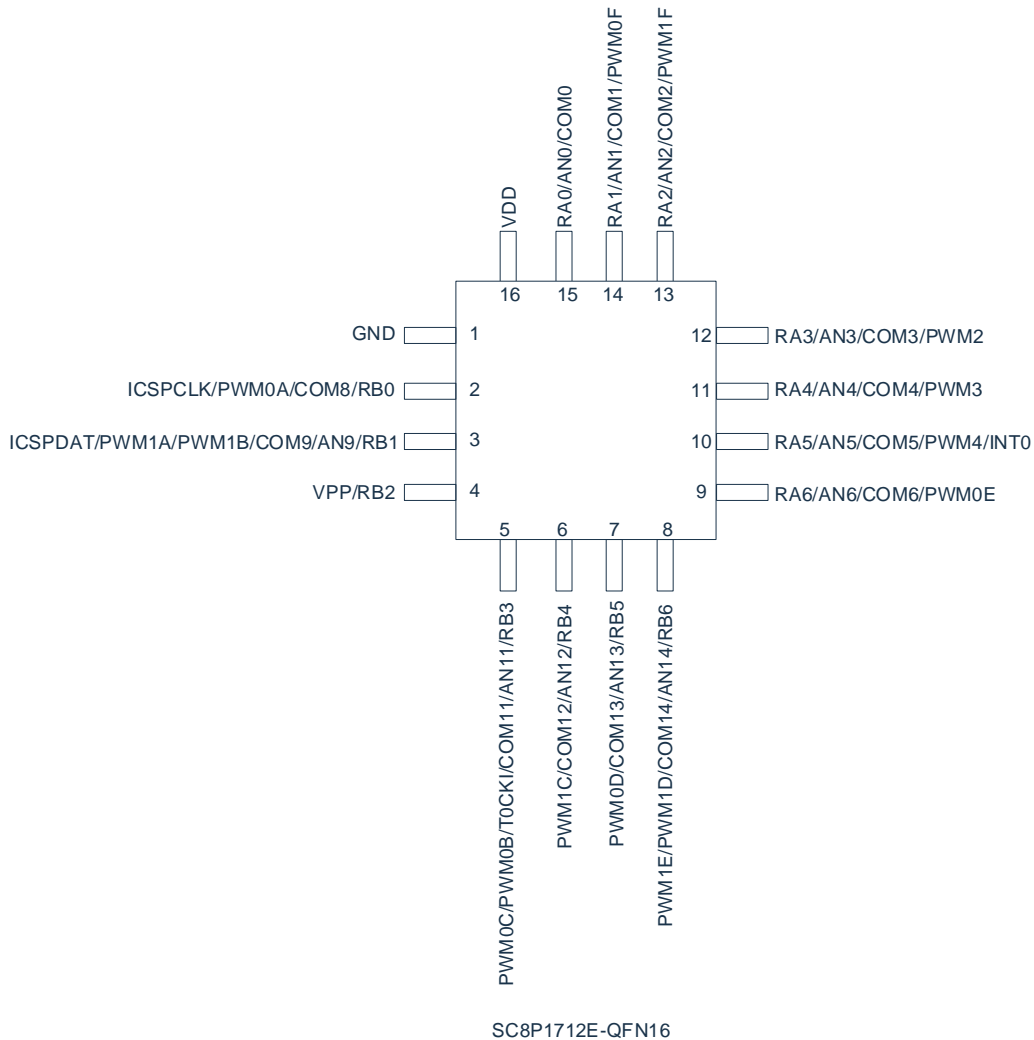 VDD
RA0/AN0/COM0
RA1/AN1/COM1/PWM0F
RA2/AN2/COM2/PWM1F
16
15
14
13
GND
1
12
RA3/AN3/COM3/PWM2
ICSPCLK/PWM0A/COM8/RB0
2
11
RA4/AN4/COM4/PWM3
ICSPDAT/PWM1A/PWM1B/COM9/AN9/RB1
3
10
RA5/AN5/COM5/PWM4/INT0
VPP/RB2
4
9
RA6/AN6/COM6/PWM0E
5
6
7
8
PWM0C/PWM0B/T0CKI/COM11/AN11/RB3
PWM1C/COM12/AN12/RB4
PWM0D/COM13/AN13/RB5
PWM1E/PWM1D/COM14/AN14/RB6
SC8P1712E-QFN16